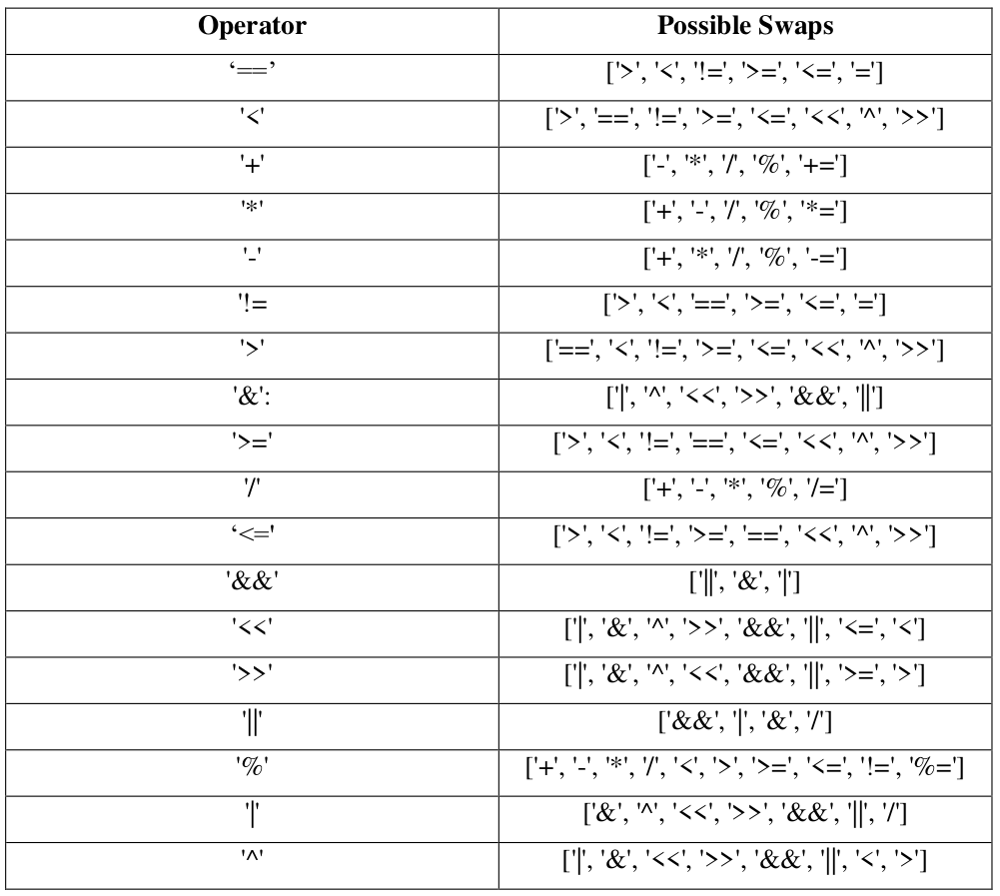 Operator Possible Swaps
‘==’ ['>', '<', '!=', '>=', '<=', '=']
'<' ['>', '==', '!=', '>=', '<=', '<<', '^', '>>']
'+' ['-', '*', '/', '%', '+=']
'*' ['+', '-', '/', '%', '*=']
'-' ['+', '*', '/', '%', '-=']
'!= ['>', '<', '==', '>=', '<=', '=']
'>' ['==', '<', '!=', '>=', '<=', '<<', '^', '>>']
'&': ['|', '^', '<<', '>>', '&&', '||']
'>=' ['>', '<', '!=', '==', '<=', '<<', '^', '>>']
'/' ['+', '-', '*', '%', '/=']
‘<=' ['>', '<', '!=', '>=', '==', '<<', '^', '>>']
'&&' ['||', '&', '|']
'<<' ['|', '&', '^', '>>', '&&', '||', '<=', '<']
'>>' ['|', '&', '^', '<<', '&&', '||', '>=', '>']
'||' ['&&', '|', '&', '/']
'%' ['+', '-', '*', '/', '<', '>', '>=', '<=', '!=', '%=']
'|' ['&', '^', '<<', '>>', '&&', '||', '/']
'^' ['|', '&', '<<', '>>', '&&', '||', '<', '>']